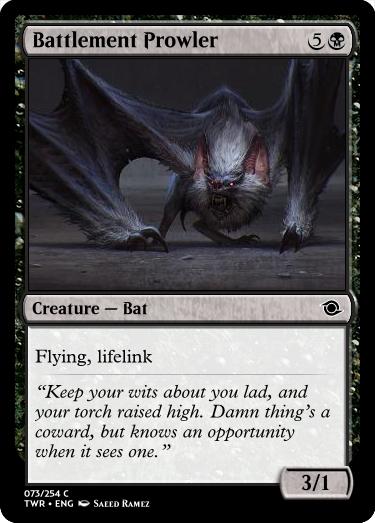 Battlement Prowler 5
Creature — Bat
Flying, lifelink
“Keep your wits about you lad, and
your torch raised high. Damn thing’s a
coward, but knows an opportunity
when it sees one.”
3/1
073/254 C
TWR • ENG Saeed Ramez